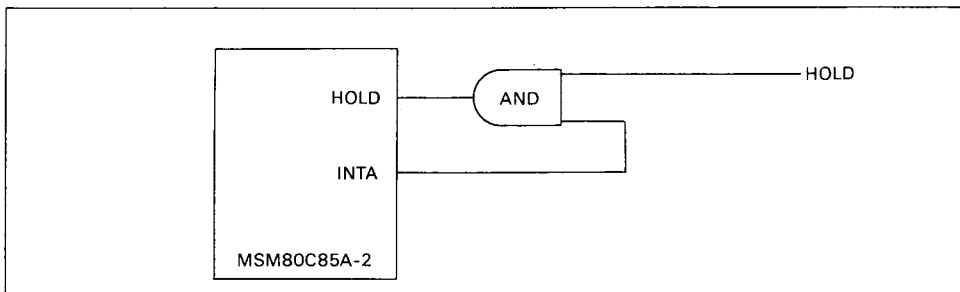 HOLD
AND
HOLD
INTA
MSM80C85A-2